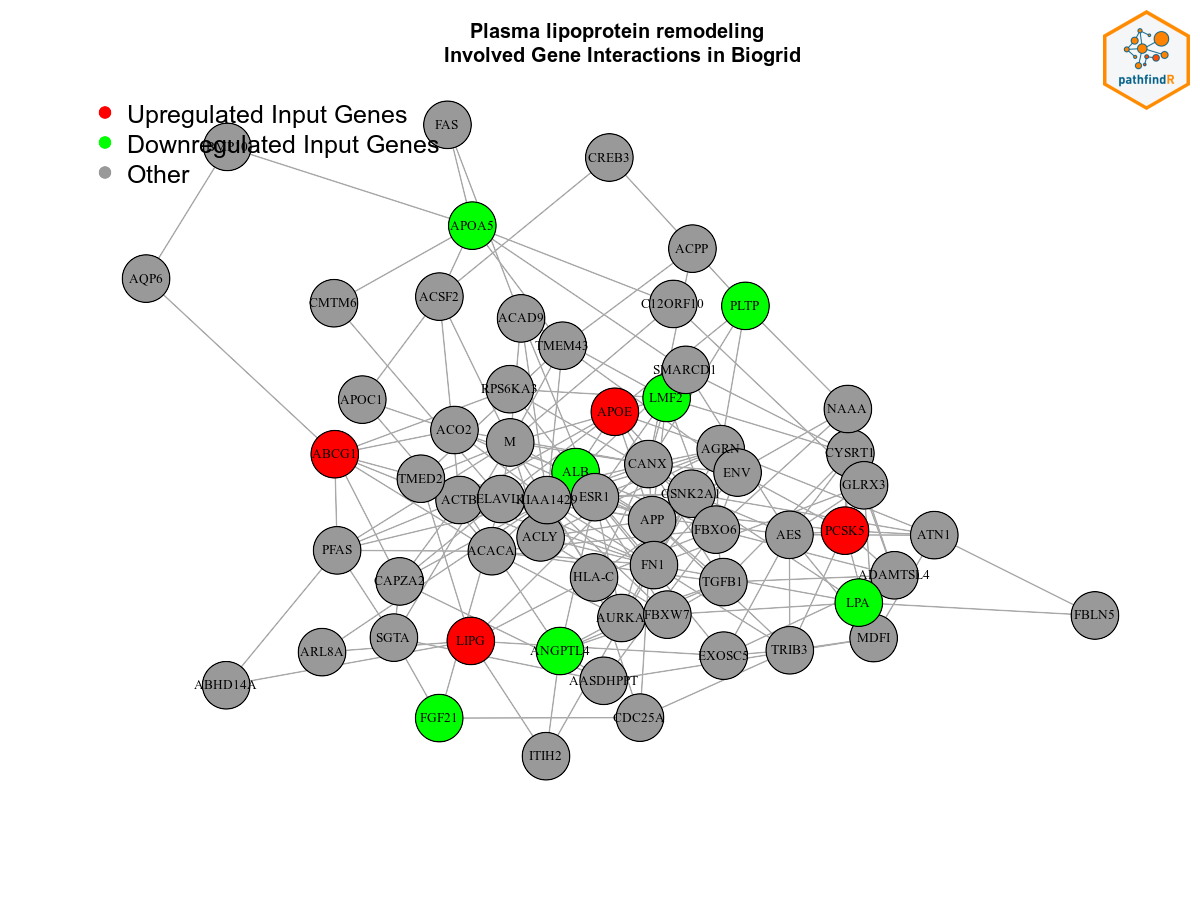 Plasma lipoprotein remodeling
Involved Gene Interactions in Biogrid
pathfindR
Upregulated Input Genes
Downregulated Input Genes
Other
FAS
CREB3
APOA5
ACPP
AQP6
CMTM6
ACSF2
C12ORF10
PLTP
ACAD9
TMEM43
SMARCD1
RPS6KA3
LMF2
APOC1
APOE
NAAA
ACO2
M
ABCG1
AGRN
CYSRT1
CANX
ALB
ENV
TMED2
GLRX3
CSNK2A1
ACTB
ELAVL1
KIAA1429
ESR1
APP
FBXO6
AES
PCSK5
ATN1
ACLY
PFAS
ACACA
FN1
HLA-C
CAPZA2
TGFB1
ADAMTSL4
LPA
AURKA
FBXW7
FBLN5
SGTA
LIPG
MDFI
ARL8A
ANGPTL4
EXOSC5
TRIB3
ABHD14A
AASDHPPT
FGF21
CDC25A
ITIH2